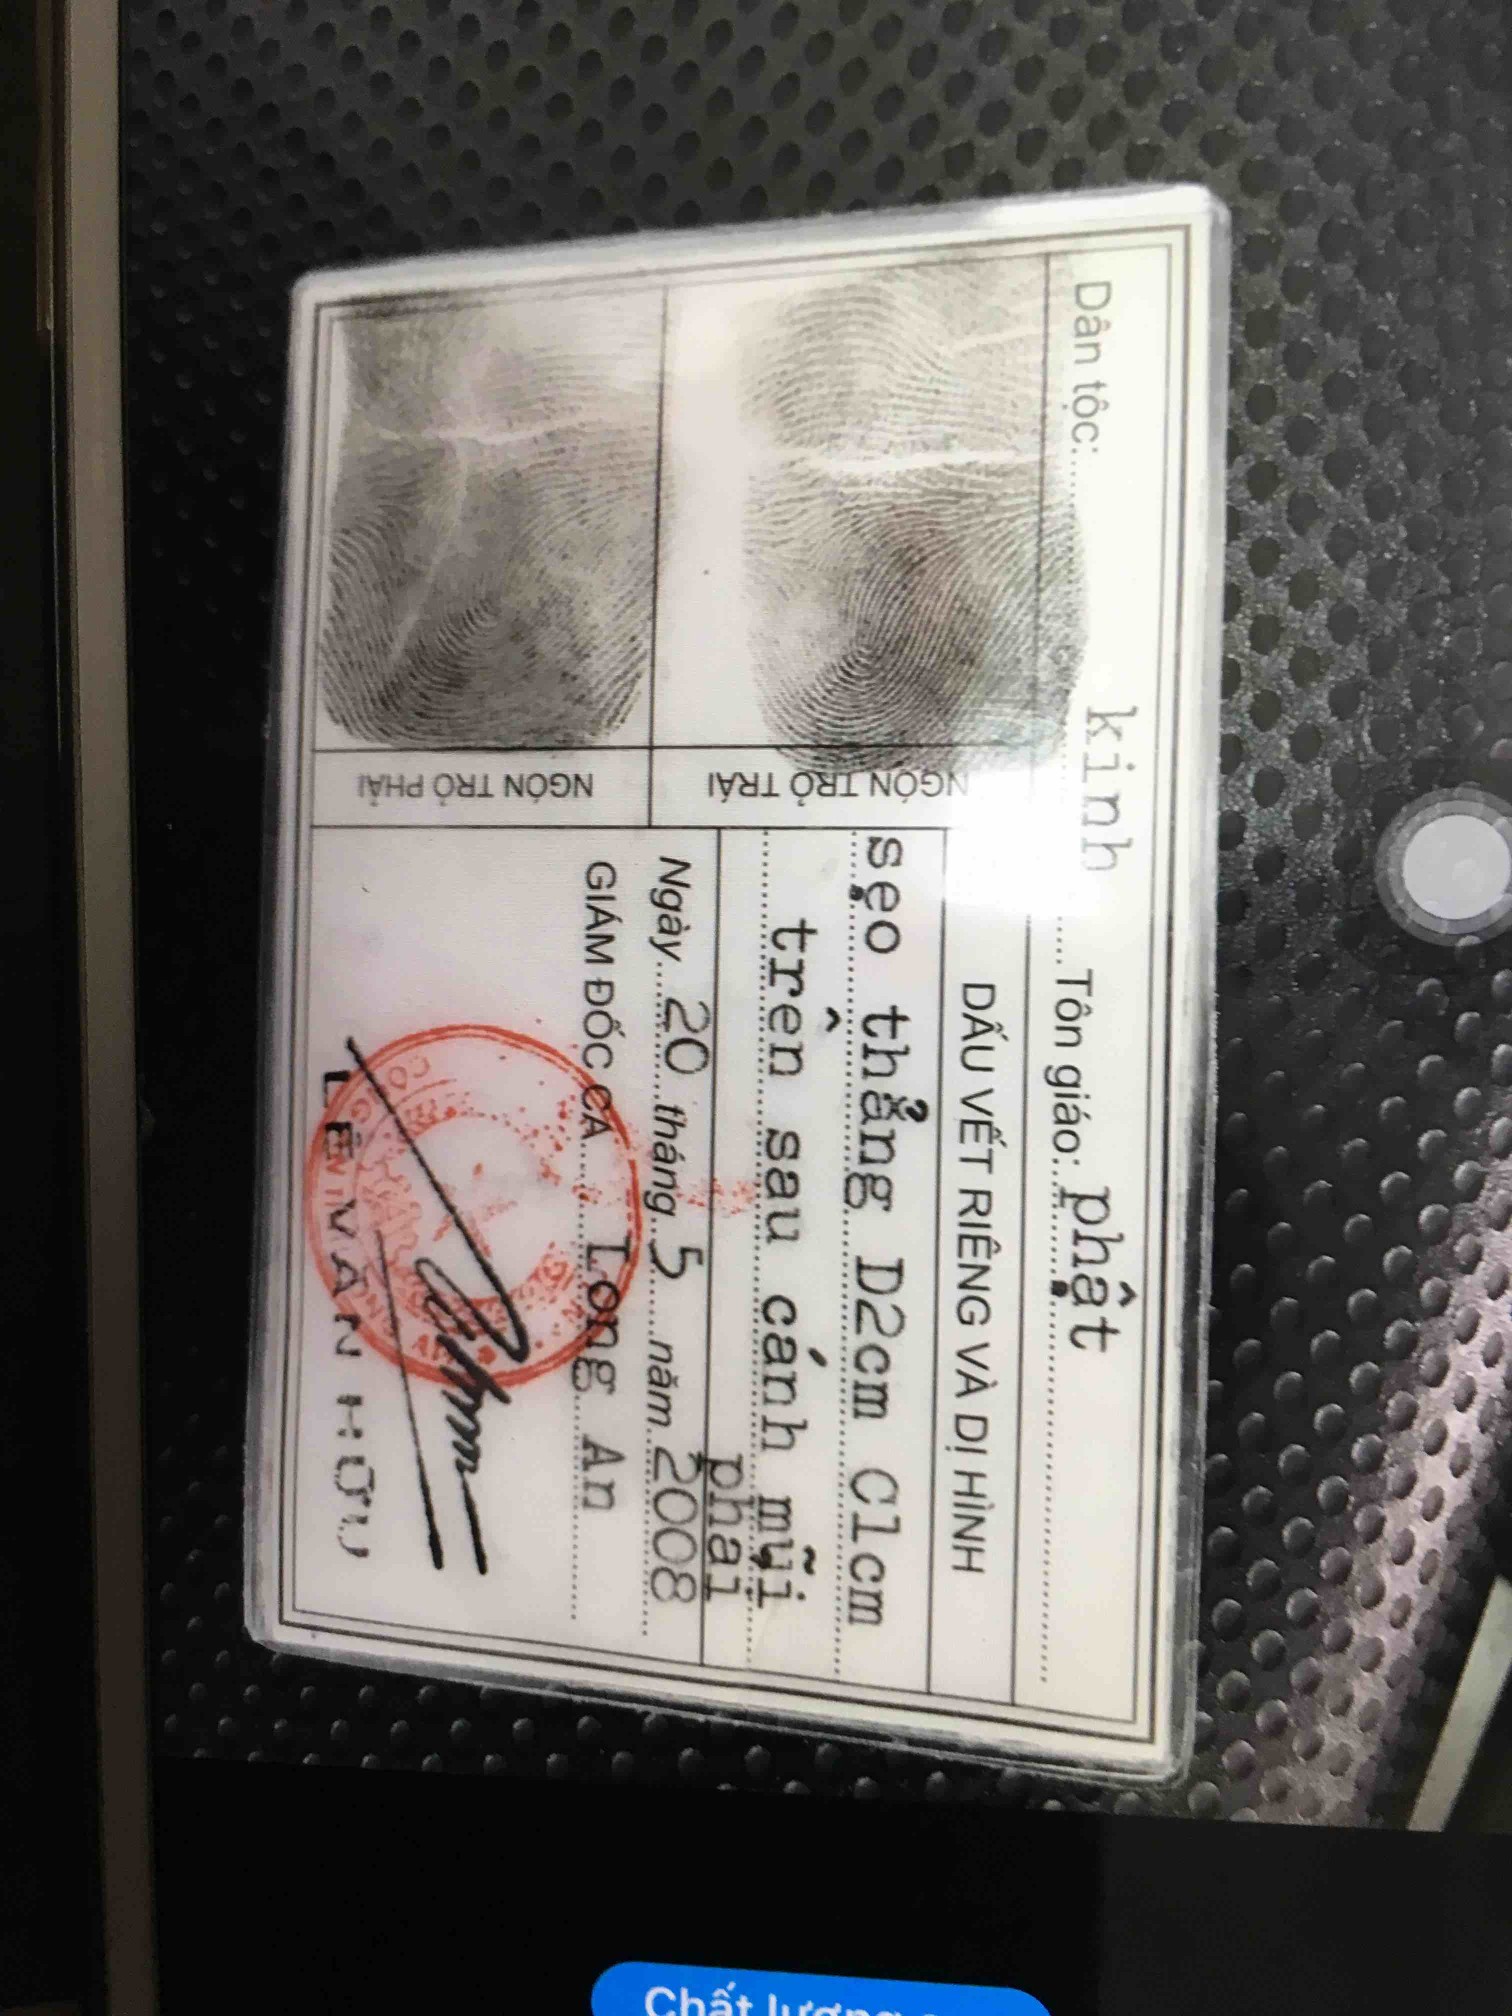 Dân tộc: kinh Tôn giáo: phật
NGÓN TRỎ TRÁI
DẤU VẾT RIÊNG VÀ DỊ HÌNH
sẹo thẳng D2cm C1cm
trên sau cánh mũi
phải
NGÓN TRỎ PHẢI
Ngày 20 tháng 5 năm 2008
GIÁM ĐỐC CA Long An
LÊ VĂN HỮU
Chất lượng